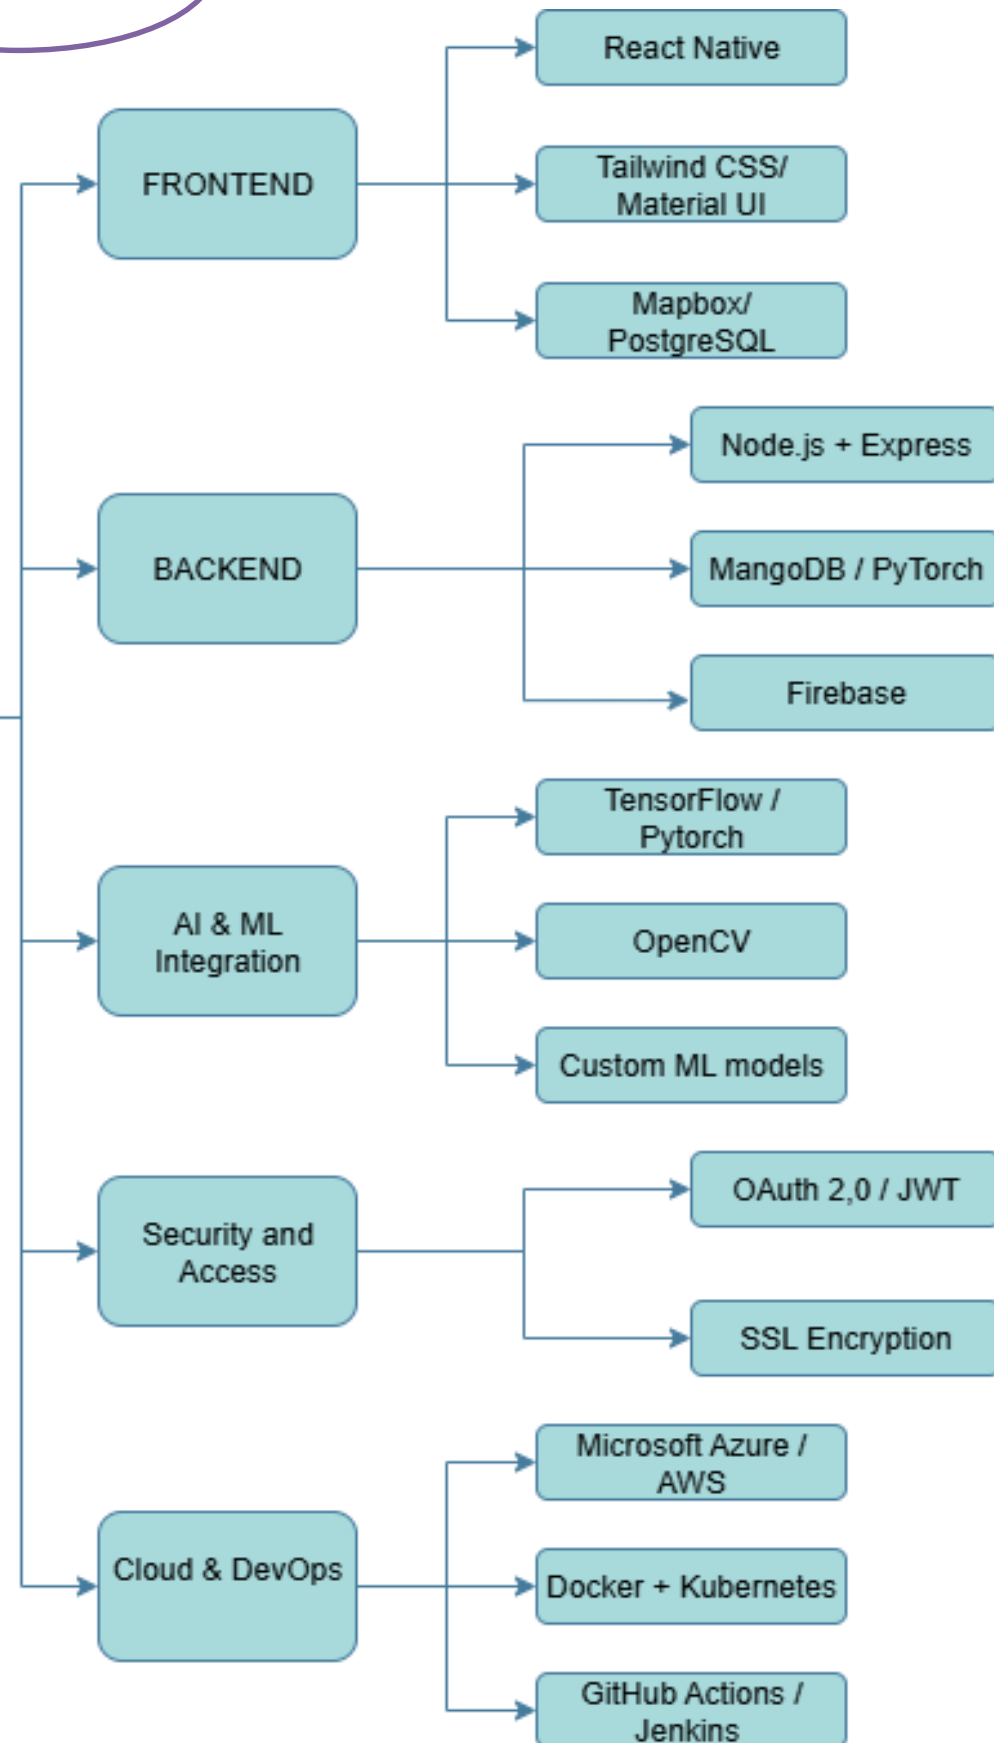 React Native
FRONTEND
Tailwind CSS/
Material UI
Mapbox/
PostgreSQL
Node.js + Express
BACKEND
MangoDB / PyTorch
Firebase
TensorFlow /
Pytorch
AI & ML
Integration
OpenCV
Custom ML models
OAuth 2,0 / JWT
Security and
Access
SSL Encryption
Microsoft Azure /
AWS
Cloud & DevOps
Docker + Kubernetes
GitHub Actions /
Jenkins